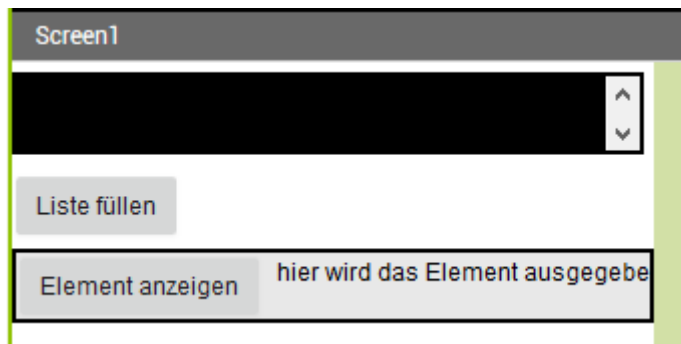 Screen1
Liste füllen
Element anzeigen hier wird das Element ausgegebe